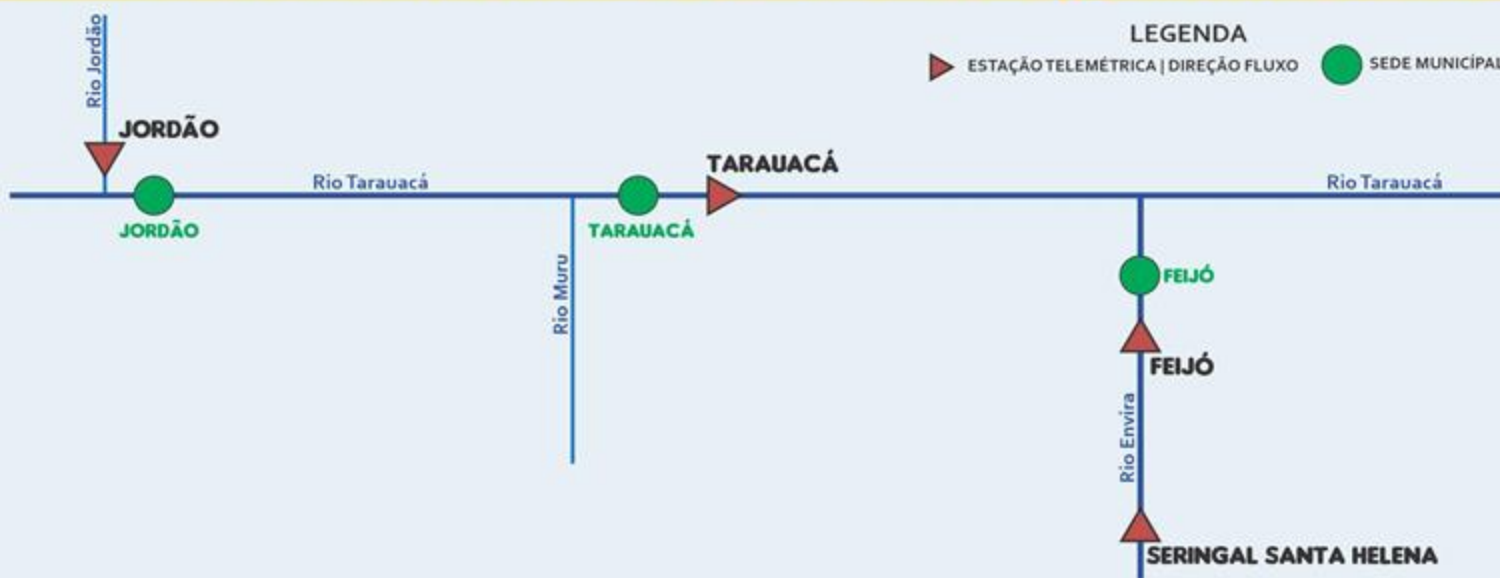 LEGENDA
ESTAÇÃO TELEMÉTRICA | DIREÇÃO FLUXO
SEDE MUNICÍPAL
Rio Jordão
JORDÃO
TARAUACÁ
Rio Tarauacá
Rio Tarauacá
JORDÃO
TARAUACÁ
Rio Muru
FEIJÓ
FEIJÓ
Rio Envira
SERINGAL SANTA HELENA